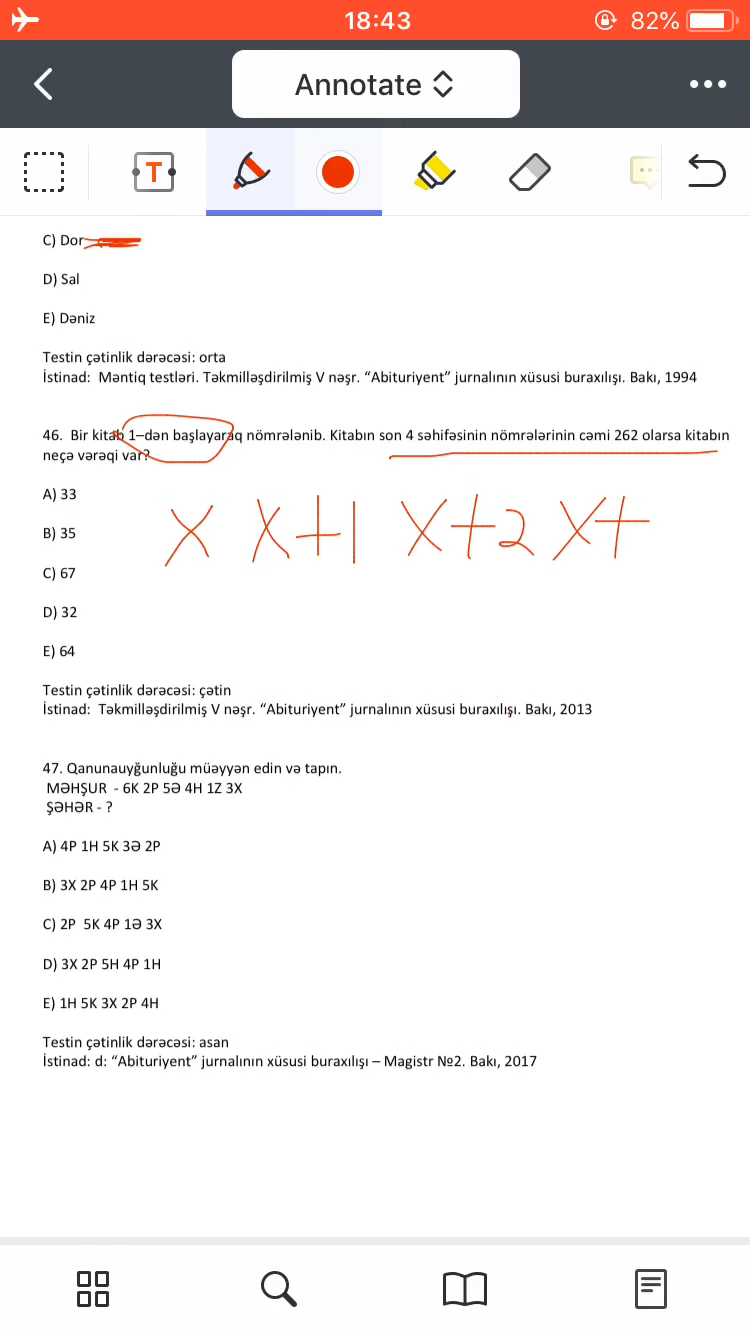 18:43
82%
Annotate
T
C) Dor
D) Sal
E) Dəniz
Testin çətinlik dərəcəsi: orta
İstinad: Məntiq testləri. Təkmilləşdirilmiş V nəşr. “Abituriyent” jurnalının xüsusi buraxılışı. Bakı, 1994
46. Bir kitab 1–dən başlayaraq nömrələnib. Kitabın son 4 səhifəsinin nömrələrinin cəmi 262 olarsa kitabın
neçə vərəqi var?
A) 33
x x+1 x+2 x+
B) 35
C) 67
D) 32
E) 64
Testin çətinlik dərəcəsi: çətin
İstinad: Təkmilləşdirilmiş V nəşr. “Abituriyent” jurnalının xüsusi buraxılışı. Bakı, 2013
47. Qanunauyğunluğu müəyyən edin və tapın.
MƏHŞUR - 6K 2P 5Ə 4H 1Z 3X
ŞƏHƏR - ?
A) 4P 1H 5K 3Ə 2P
B) 3X 2P 4P 1H 5K
C) 2P 5K 4P 1Ə 3X
D) 3X 2P 5H 4P 1H
E) 1H 5K 3X 2P 4H
Testin çətinlik dərəcəsi: asan
İstinad: d: “Abituriyent” jurnalının xüsusi buraxılışı – Magistr №2. Bakı, 2017